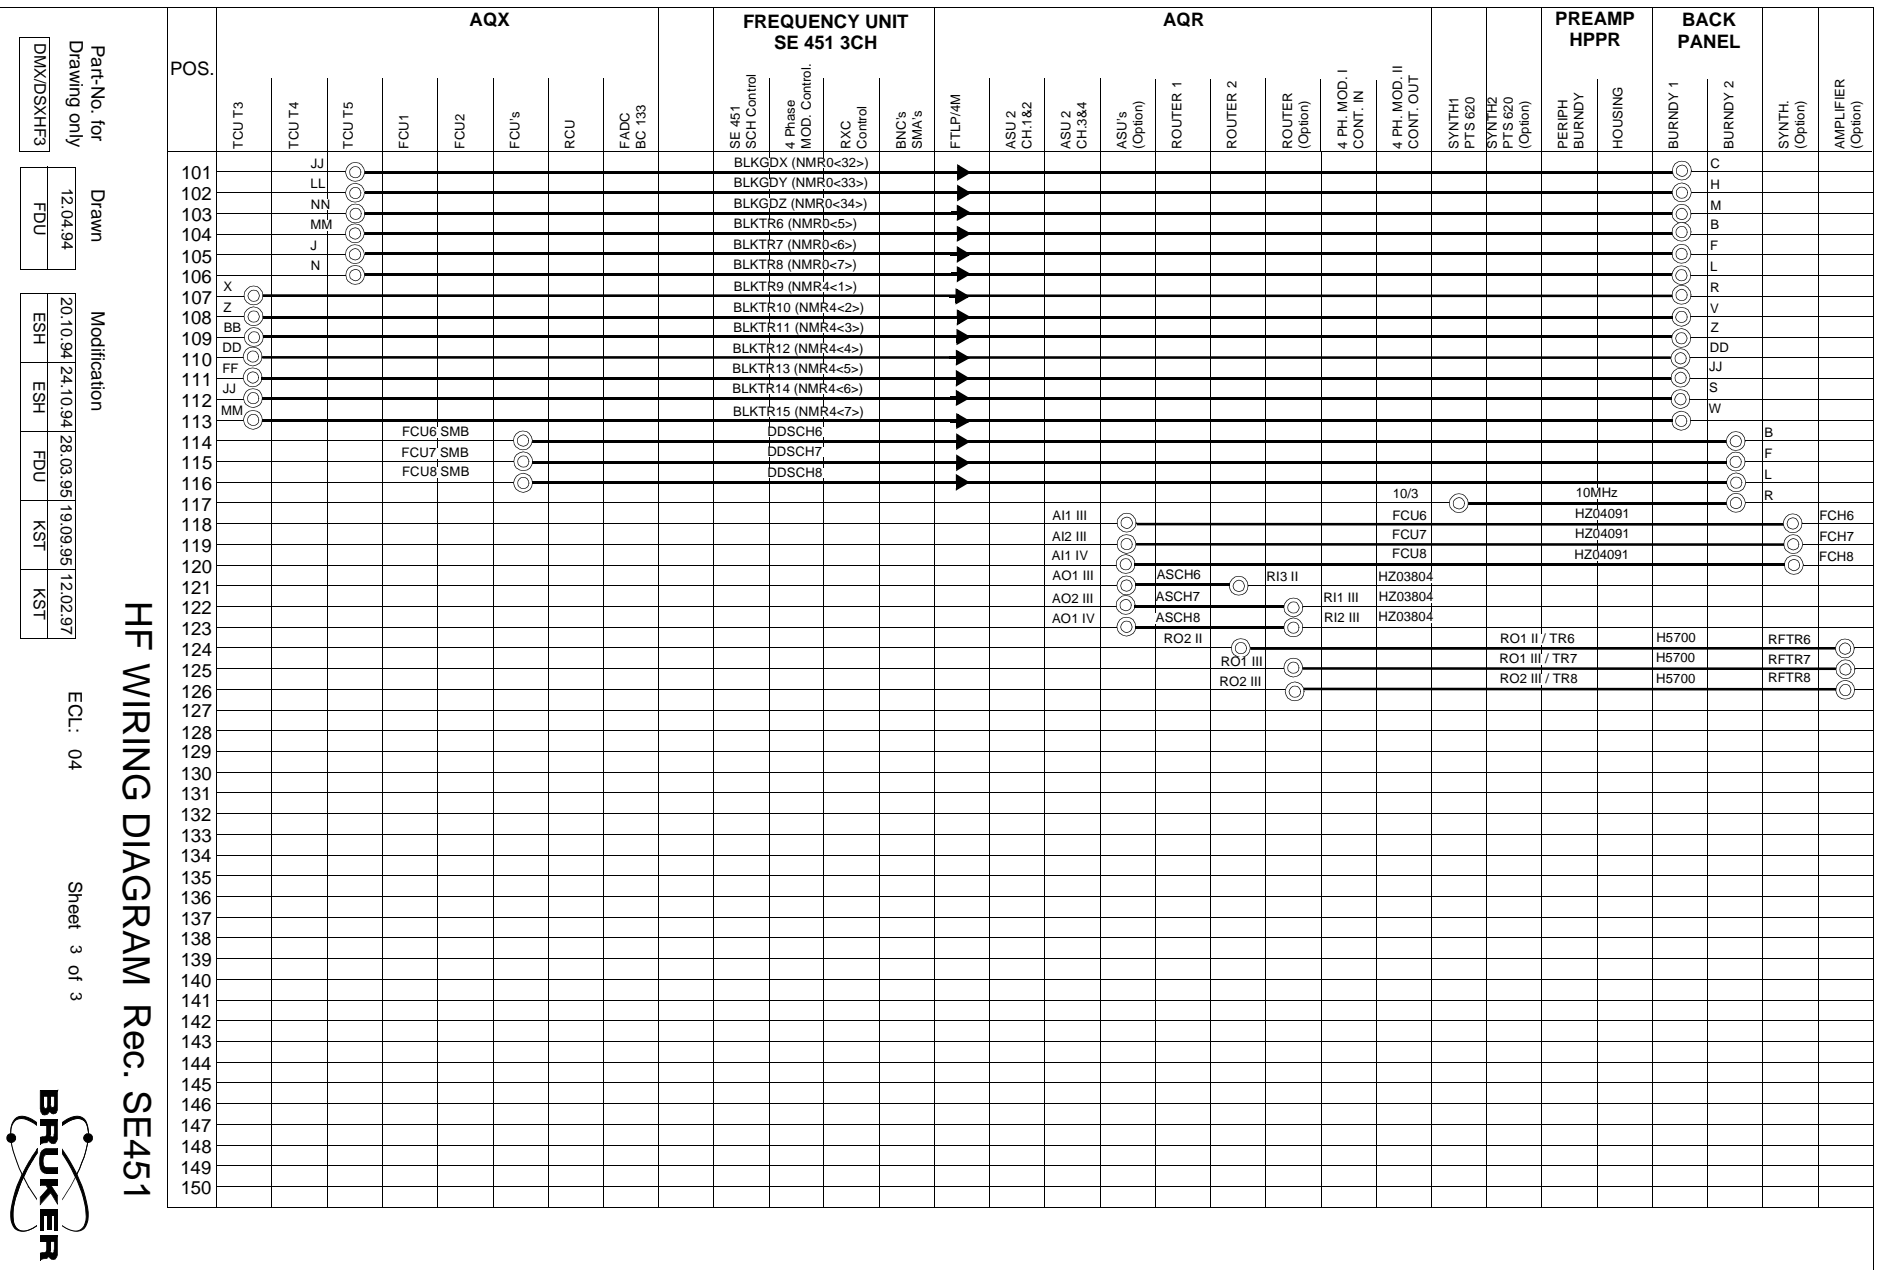 AQX
FREQUENCY UNIT
SE 451 3CH
AQR
PREAMP
HPPR
BACK
PANEL
POS.
TCU T3
TCU T4
TCU T5
FCU1
FCU2
FCU's
RCU
FADC
BC 133
SE 451
SCH Control
4 Phase
MOD. Control.
RXC
Control
BNC's
SMA's
FTLP/4M
ASU 2
CH.1&2
ASU 2
CH.3&4
ASU's
(Option)
ROUTER 1
ROUTER 2
ROUTER
(Option)
4 PH. MOD. I
CONT. IN
4 PH. MOD. II
CONT. OUT
SYNTH1
PTS 620
SYNTH2
PTS 620
(Option)
PERIPH
BURNDY
HOUSING
BURNDY 1
BURNDY 2
SYNTH.
(Option)
AMPLIFIER
(Option)
101 JJ BLKGDX (NMR0<32>) C
102 LL BLKGDY (NMR0<33>) H
103 NN BLKGDZ (NMR0<34>) M
104 MM BLKTR6 (NMR0<5>) B
105 J BLKTR7 (NMR0<6>) F
106 N BLKTR8 (NMR0<7>) L
107 X BLKTR9 (NMR4<1>) R
108 Z BLKTR10 (NMR4<2>) V
109 BB BLKTR11 (NMR4<3>) Z
110 DD BLKTR12 (NMR4<4>) DD
111 FF BLKTR13 (NMR4<5>) JJ
112 JJ BLKTR14 (NMR4<6>) S
113 MM BLKTR15 (NMR4<7>) W
114 FCU6 SMB DDSCH6 B
115 FCU7 SMB DDSCH7 F
116 FCU8 SMB DDSCH8 L
117 10/3 10MHz R
118 AI1 III FCU6 HZ04091 FCH6
119 AI2 III FCU7 HZ04091 FCH7
120 AI1 IV FCU8 HZ04091 FCH8
121 AO1 III ASCH6 RI3 II HZ03804
122 AO2 III ASCH7 RI1 III HZ03804
123 AO1 IV ASCH8 RI2 III HZ03804
124 RO2 II RO1 II / TR6 H5700 RFTR6
125 RO1 III RO1 III / TR7 H5700 RFTR7
126 RO2 III RO2 III / TR8 H5700 RFTR8
127
128
129
130
131
132
133
134
135
136
137
138
139
140
141
142
143
144
145
146
147
148
149
150
Part-No. for
Drawing only
DMX/DSXHF3
Drawn
12.04.94
FDU
Modification
20.10.94 24.10.94 28.03.95 19.09.95 12.02.97
ESH ESH FDU KST KST
ECL: 04
Sheet 3 of 3
HF WIRING DIAGRAM Rec. SE451
BRUKER